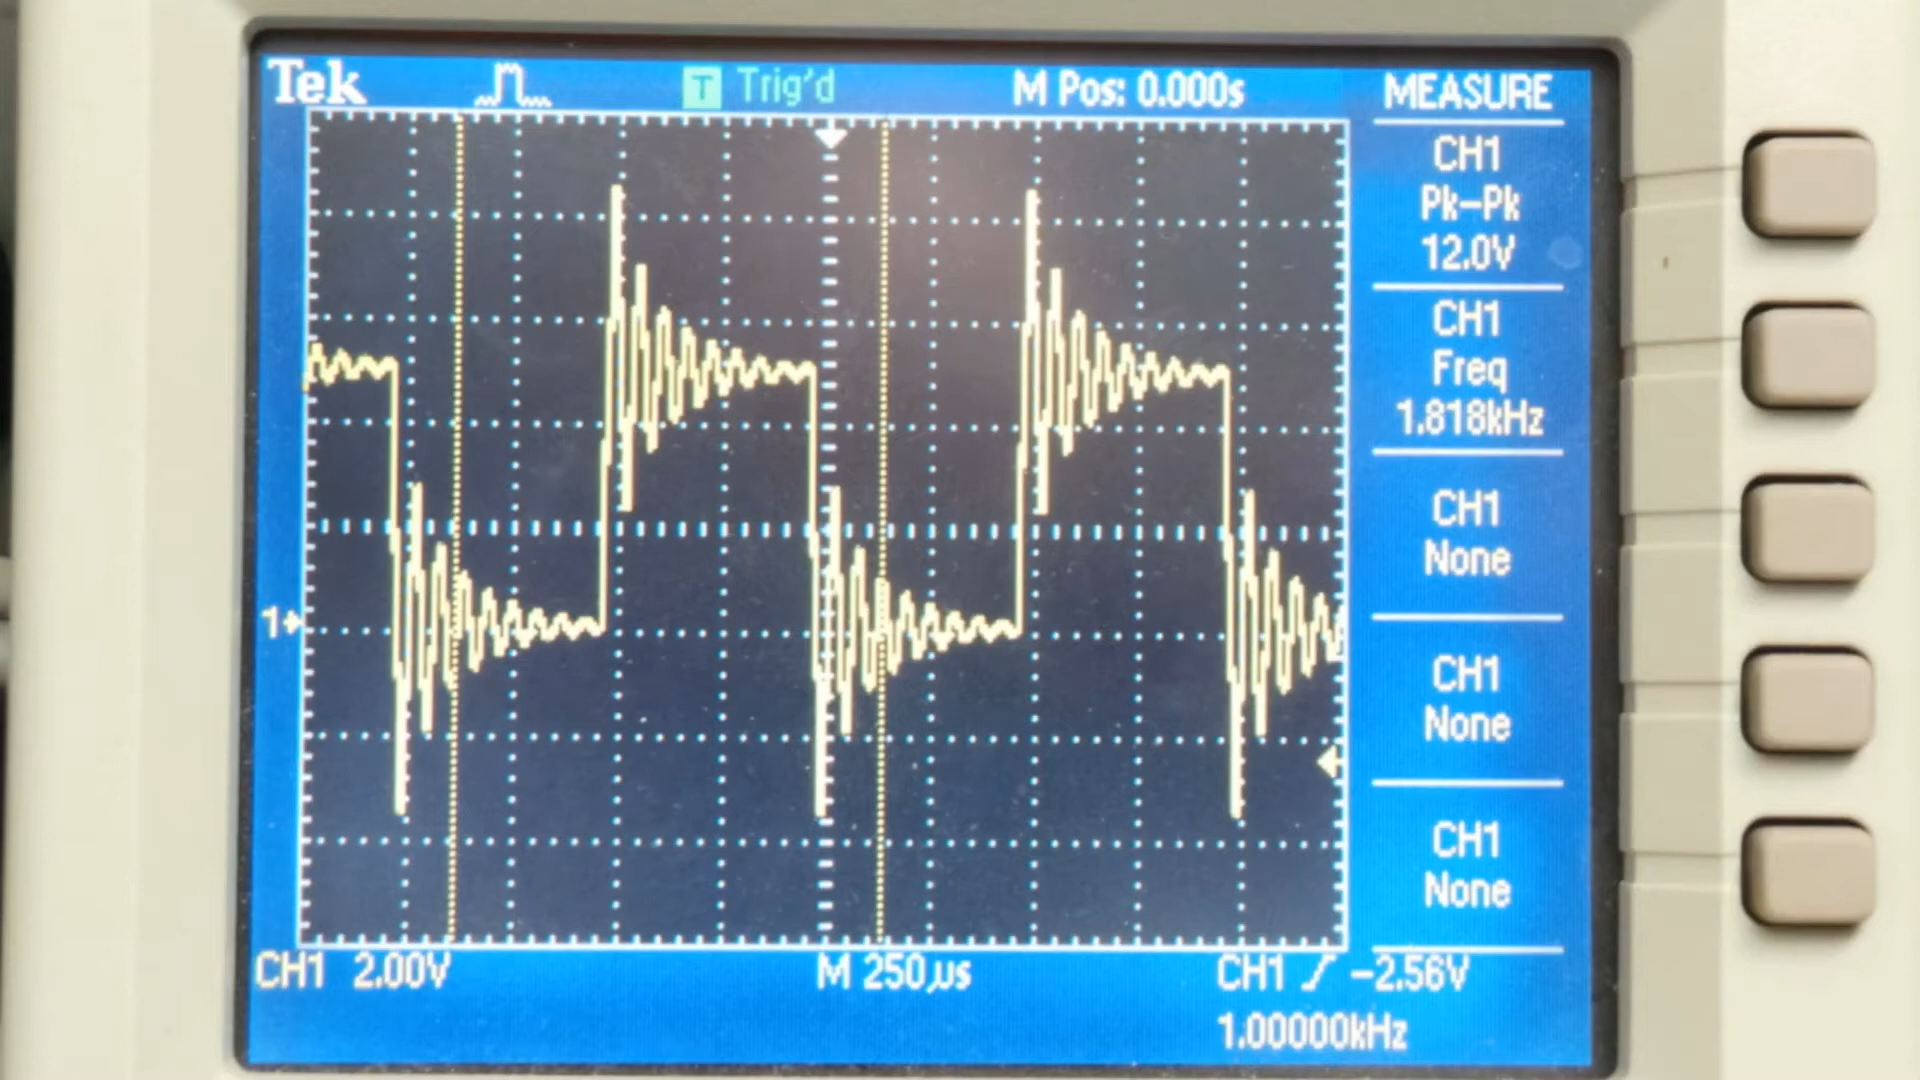 Tek T Trig'd M Pos: 0.000s MEASURE
CH1
Pk-Pk
12.0V
CH1
Freq
1.818kHz
CH1
None
CH1
None
CH1
None
1
CH1 2.00V M 250µs CH1 -2.56V
1.00000kHz